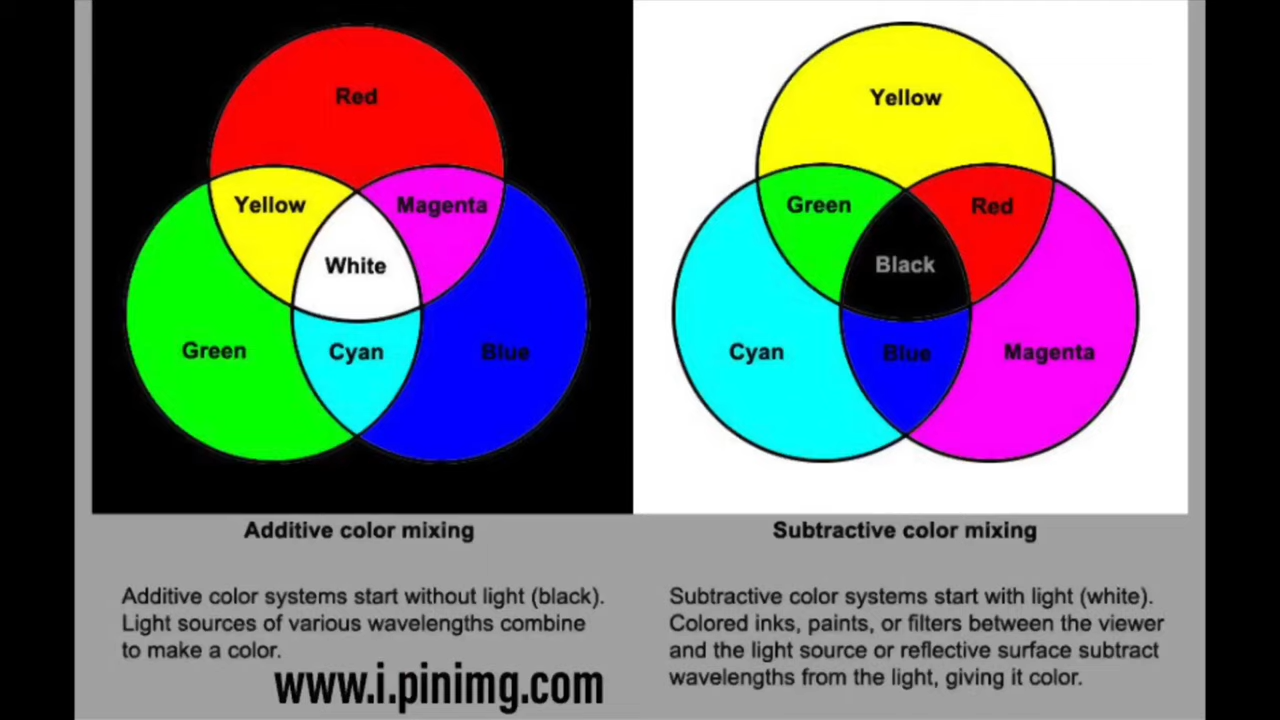 Red
Yellow
Magenta
White
Green
Cyan
Blue
Yellow
Green
Red
Black
Cyan
Blue
Magenta
Additive color mixing
Additive color systems start without light (black).
Light sources of various wavelengths combine
to make a color.
Subtractive color mixing
Subtractive color systems start with light (white).
Colored inks, paints, or filters between the viewer
and the light source or reflective surface subtract
wavelengths from the light, giving it color.
www.i.pinimg.com